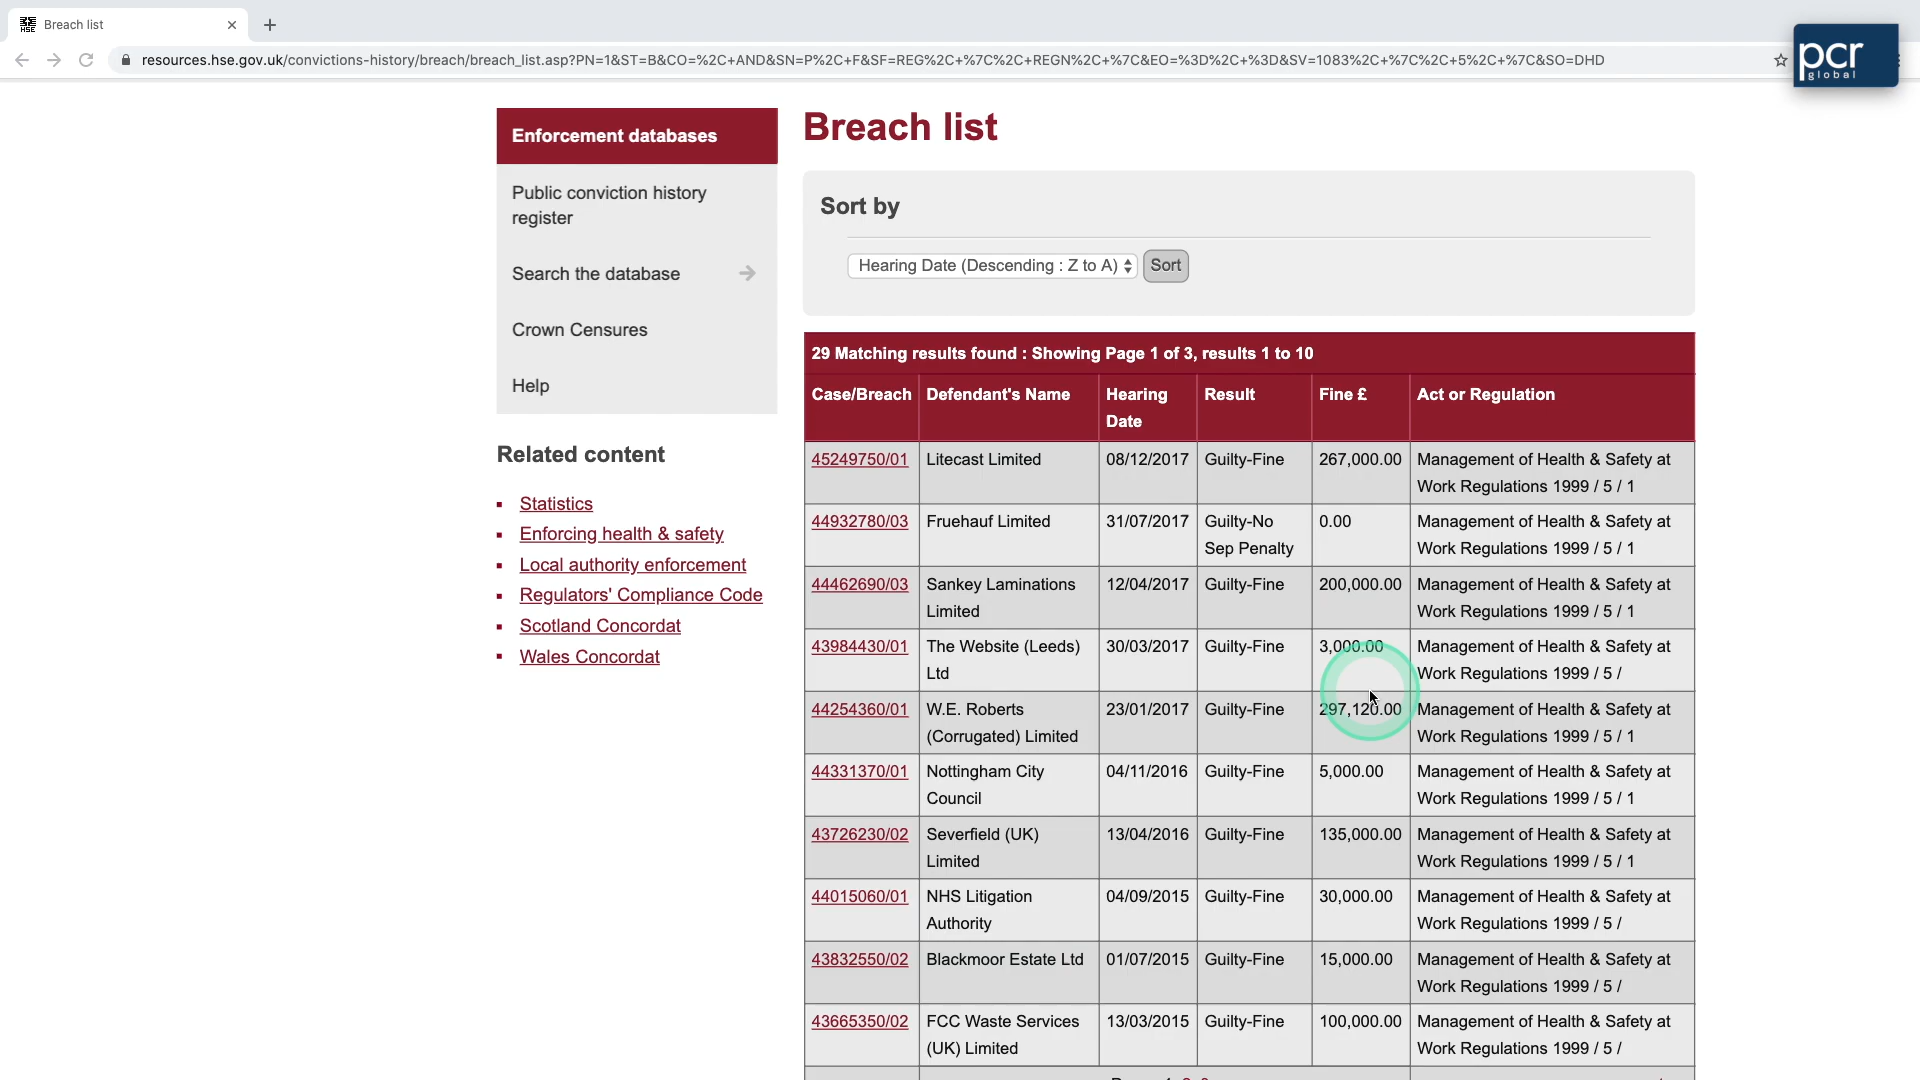 Breach list
resources.hse.gov.uk/convictions-history/breach/breach_list.asp?PN=1&ST=B&CO=%2C+AND&SN=P%2C+F&SF=REG%2C+%7C%2C+REGN%2C+%7C&EO=%3D%2C+%3D&SV=1083%2C+%7C%2C+5%2C+%7C&SO=DHD
pcr
global
Enforcement databases
Public conviction history
register
Search the database
Crown Censures
Help
Related content
Statistics
Enforcing health & safety
Local authority enforcement
Regulators' Compliance Code
Scotland Concordat
Wales Concordat
Breach list
Sort by
Hearing Date (Descending : Z to A) Sort
29 Matching results found : Showing Page 1 of 3, results 1 to 10
Case/Breach Defendant's Name Hearing Result Fine £ Act or Regulation
Date
45249750/01 Litecast Limited 08/12/2017 Guilty-Fine 267,000.00 Management of Health & Safety at
Work Regulations 1999 / 5 / 1
44932780/03 Fruehauf Limited 31/07/2017 Guilty-No 0.00 Management of Health & Safety at
Sep Penalty Work Regulations 1999 / 5 / 1
44462690/03 Sankey Laminations 12/04/2017 Guilty-Fine 200,000.00 Management of Health & Safety at
Limited Work Regulations 1999 / 5 / 1
43984430/01 The Website (Leeds) 30/03/2017 Guilty-Fine 3,000.00 Management of Health & Safety at
Ltd Work Regulations 1999 / 5 /
44254360/01 W.E. Roberts 23/01/2017 Guilty-Fine 297,120.00 Management of Health & Safety at
(Corrugated) Limited Work Regulations 1999 / 5 / 1
44331370/01 Nottingham City 04/11/2016 Guilty-Fine 5,000.00 Management of Health & Safety at
Council Work Regulations 1999 / 5 / 1
43726230/02 Severfield (UK) 13/04/2016 Guilty-Fine 135,000.00 Management of Health & Safety at
Limited Work Regulations 1999 / 5 / 1
44015060/01 NHS Litigation 04/09/2015 Guilty-Fine 30,000.00 Management of Health & Safety at
Authority Work Regulations 1999 / 5 /
43832550/02 Blackmoor Estate Ltd 01/07/2015 Guilty-Fine 15,000.00 Management of Health & Safety at
Work Regulations 1999 / 5 /
43665350/02 FCC Waste Services 13/03/2015 Guilty-Fine 100,000.00 Management of Health & Safety at
(UK) Limited Work Regulations 1999 / 5 /